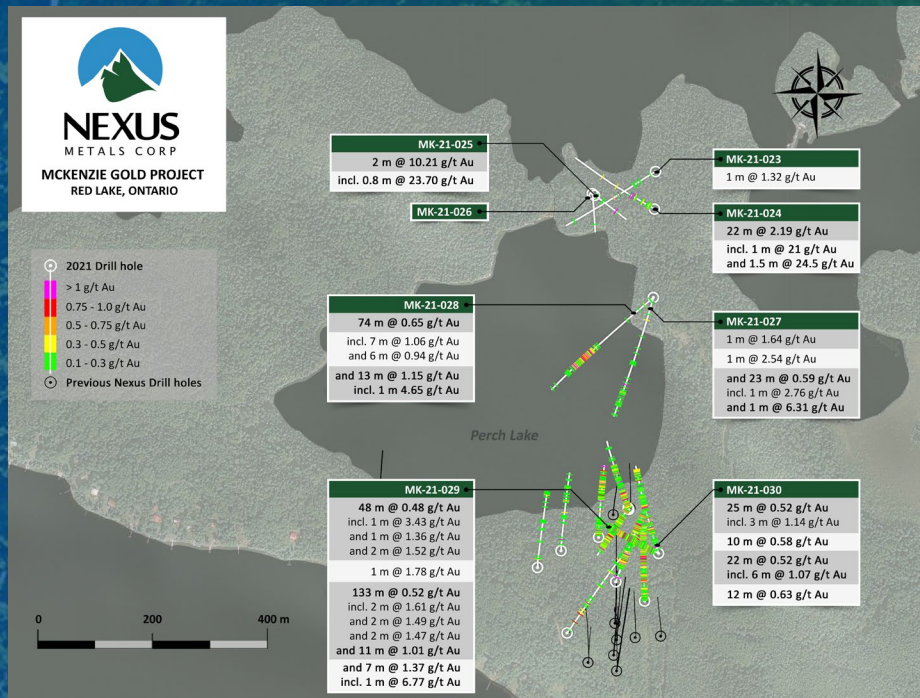 NEXUS
METALS CORP
MCKENZIE GOLD PROJECT
RED LAKE, ONTARIO
2021 Drill hole
> 1 g/t Au
0.75 - 1.0 g/t Au
0.5 - 0.75 g/t Au
0.3 - 0.5 g/t Au
0.1 - 0.3 g/t Au
Previous Nexus Drill holes
MK-21-025
2 m @ 10.21 g/t Au
incl. 0.8 m @ 23.70 g/t Au
MK-21-026
MK-21-023
1 m @ 1.32 g/t Au
MK-21-024
22 m @ 2.19 g/t Au
incl. 1 m @ 21 g/t Au
and 1.5 m @ 24.5 g/t Au
MK-21-028
74 m @ 0.65 g/t Au
incl. 7 m @ 1.06 g/t Au
and 6 m @ 0.94 g/t Au
and 13 m @ 1.15 g/t Au
incl. 1 m 4.65 g/t Au
MK-21-027
1 m @ 1.64 g/t Au
1 m @ 2.54 g/t Au
and 23 m @ 0.59 g/t Au
incl. 1 m @ 2.76 g/t Au
and 1 m @ 6.31 g/t Au
Perch Lake
MK-21-029
48 m @ 0.48 g/t Au
incl. 1 m @ 3.43 g/t Au
and 1 m @ 1.36 g/t Au
and 2 m @ 1.52 g/t Au
1 m @ 1.78 g/t Au
133 m @ 0.52 g/t Au
incl. 2 m @ 1.61 g/t Au
and 2 m @ 1.49 g/t Au
and 2 m @ 1.47 g/t Au
and 11 m @ 1.01 g/t Au
and 7 m @ 1.37 g/t Au
incl. 1 m @ 6.77 g/t Au
MK-21-030
25 m @ 0.52 g/t Au
incl. 3 m @ 1.14 g/t Au
10 m @ 0.58 g/t Au
22 m @ 0.52 g/t Au
incl. 6 m @ 1.07 g/t Au
12 m @ 0.63 g/t Au
0 200 400 m